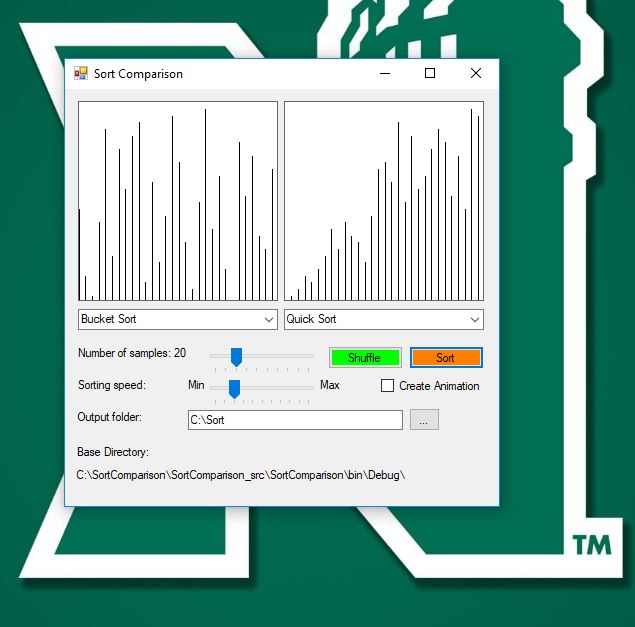 Sort Comparison
Bucket Sort
Quick Sort
Number of samples: 20
Shuffle
Sort
Sorting speed:
Min
Max
Create Animation
Output folder:
C:\Sort
...
Base Directory:
C:\SortComparison\SortComparison_src\SortComparison\bin\Debug\
TM